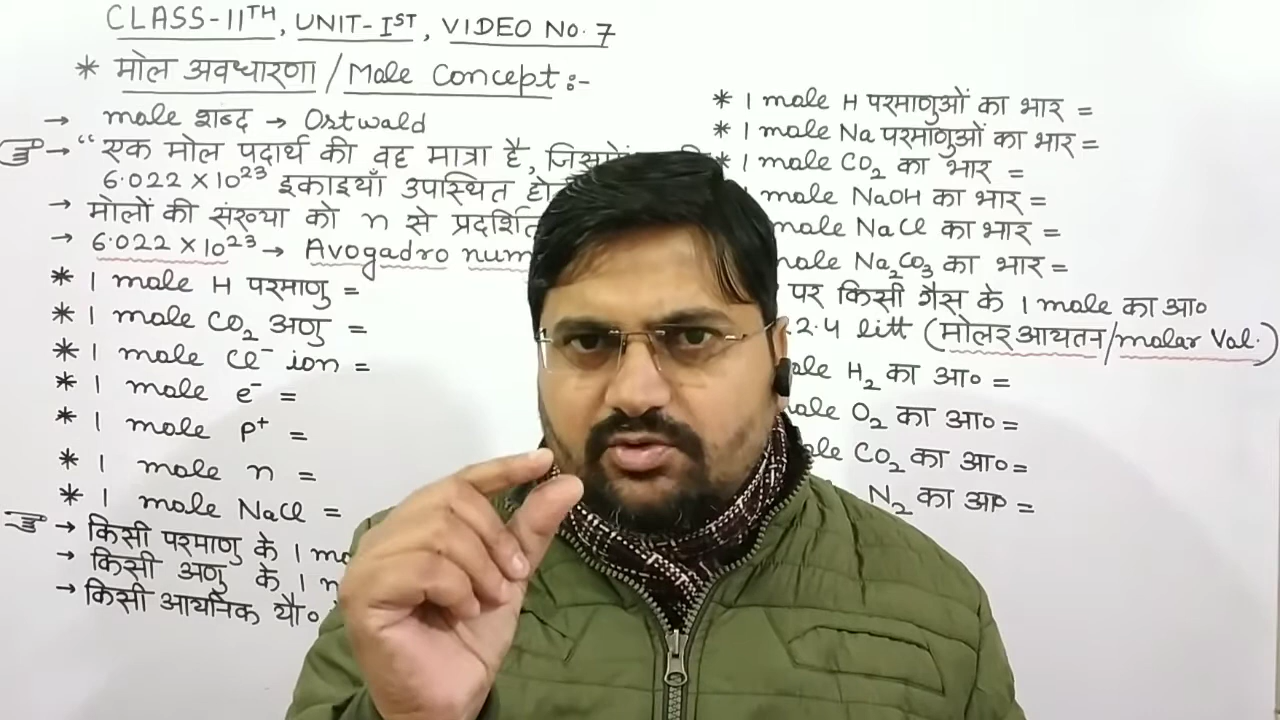 CLASS-11TH, UNIT-IST, VIDEO No. 7
* मोल अवधारणा / Mole Concept :-
→ mole शब्द → Ostwald
→ "एक मोल पदार्थ की वह मात्रा है,
6.022 X 10²³ इकाइयाँ उपस्थित
→ मोलों की संख्या को n से
→ 6.022 X 10²³ → Avogadro
* 1 mole H परमाणु =
* 1 mole CO₂ अणु =
* 1 mole Cl⁻ ion =
* 1 mole e⁻ =
* 1 mole p⁺ =
* 1 mole n =
* 1 mole NaCl =
→ किसी परमाणु के 1
→ किसी अणु के 1
→ किसी आयनिक यौ०
* 1 mole H परमाणुओं का भार =
* 1 mole Na परमाणुओं का भार =
* 1 mole CO₂ का भार =
1 mole NaOH का भार =
mole NaCl का भार =
Na₂CO₃ का भार =
पर किसी गैस के 1 mole का आ०
2.4 litt (मोलर आयतन/molar Vol.)
H₂ का आ० =
O₂ का आ० =
CO₂ का आ० =
N₂ का आ० =